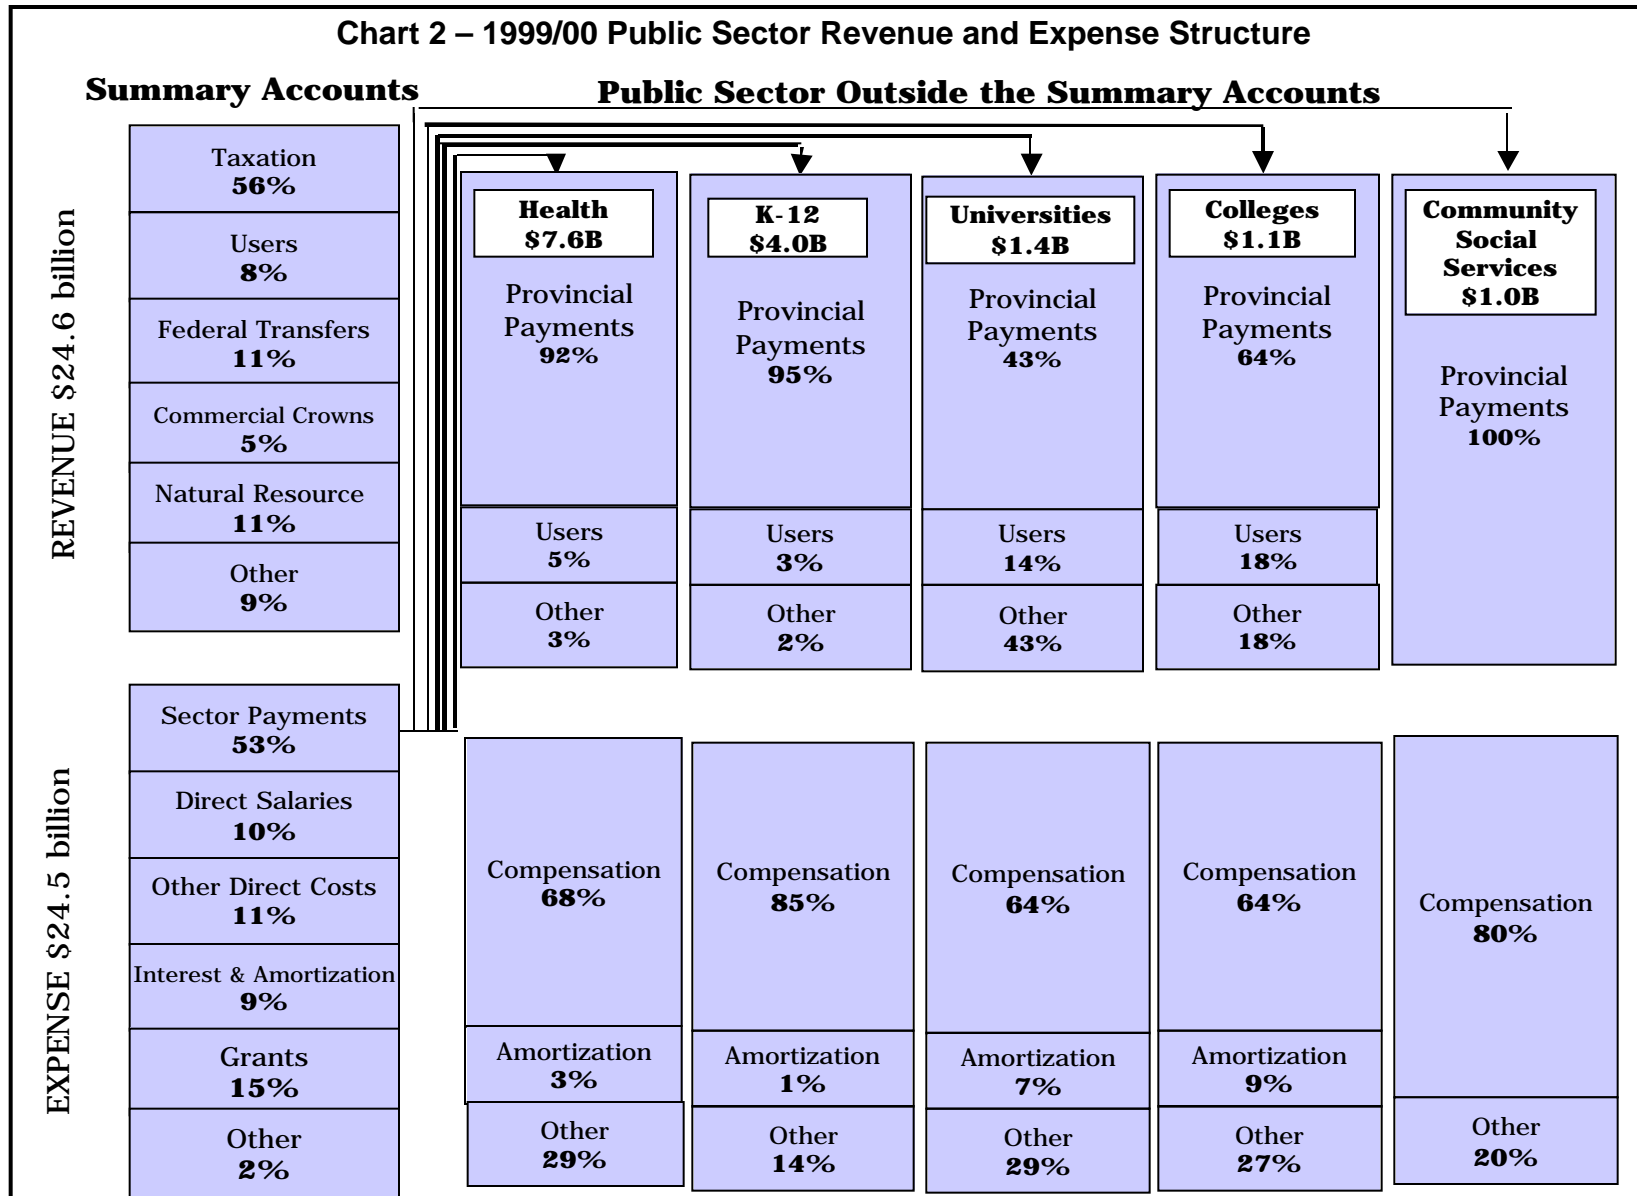 Chart 2 – 1999/00 Public Sector Revenue and Expense Structure
Summary Accounts
Public Sector Outside the Summary Accounts
REVENUE $24.6 billion
Taxation
56%
Users
8%
Federal Transfers
11%
Commercial Crowns
5%
Natural Resource
11%
Other
9%
Health
$7.6B
Provincial
Payments
92%
Users
5%
Other
3%
K-12
$4.0B
Provincial
Payments
95%
Users
3%
Other
2%
Universities
$1.4B
Provincial
Payments
43%
Users
14%
Other
43%
Colleges
$1.1B
Provincial
Payments
64%
Users
18%
Other
18%
Community
Social
Services
$1.0B
Provincial
Payments
100%
EXPENSE $24.5 billion
Sector Payments
53%
Direct Salaries
10%
Other Direct Costs
11%
Interest & Amortization
9%
Grants
15%
Other
2%
Compensation
68%
Amortization
3%
Other
29%
Compensation
85%
Amortization
1%
Other
14%
Compensation
64%
Amortization
7%
Other
29%
Compensation
64%
Amortization
9%
Other
27%
Compensation
80%
Other
20%